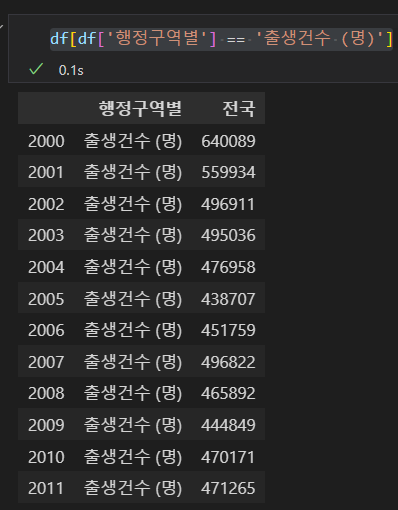 df[df['행정구역별'] == '출생건수 (명)']
0.1s
행정구역별 전국
2000 출생건수 (명) 640089
2001 출생건수 (명) 559934
2002 출생건수 (명) 496911
2003 출생건수 (명) 495036
2004 출생건수 (명) 476958
2005 출생건수 (명) 438707
2006 출생건수 (명) 451759
2007 출생건수 (명) 496822
2008 출생건수 (명) 465892
2009 출생건수 (명) 444849
2010 출생건수 (명) 470171
2011 출생건수 (명) 471265